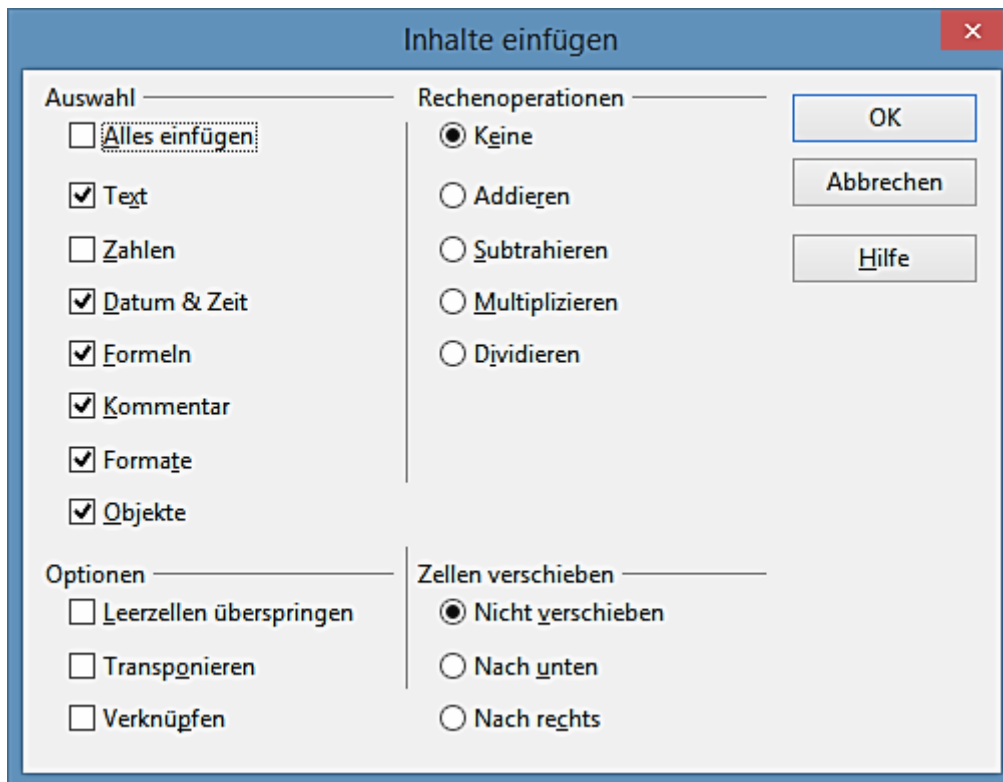 Inhalte einfügen
Auswahl
Alles einfügen
Text
Zahlen
Datum & Zeit
Formeln
Kommentar
Formate
Objekte
Rechenoperationen
Keine
Addieren
Subtrahieren
Multiplizieren
Dividieren
OK
Abbrechen
Hilfe
Optionen
Leerzellen überspringen
Transponieren
Verknüpfen
Zellen verschieben
Nicht verschieben
Nach unten
Nach rechts